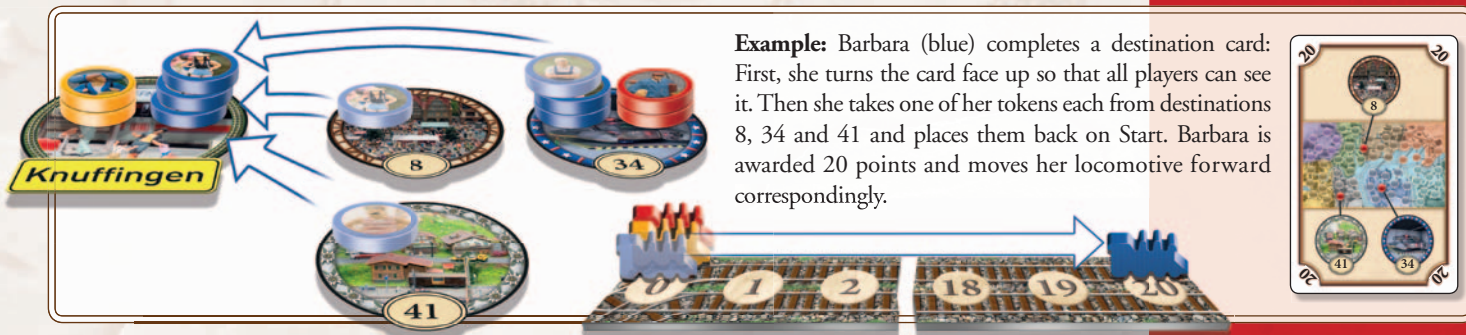 Example: Barbara (blue) completes a destination card:
First, she turns the card face up so that all players can see
it. Then she takes one of her tokens each from destinations
8, 34 and 41 and places them back on Start. Barbara is
awarded 20 points and moves her locomotive forward
correspondingly.
Knuffingen
8
34
41
0 1 2 18 19 20
20 20
8
41 34
20 20